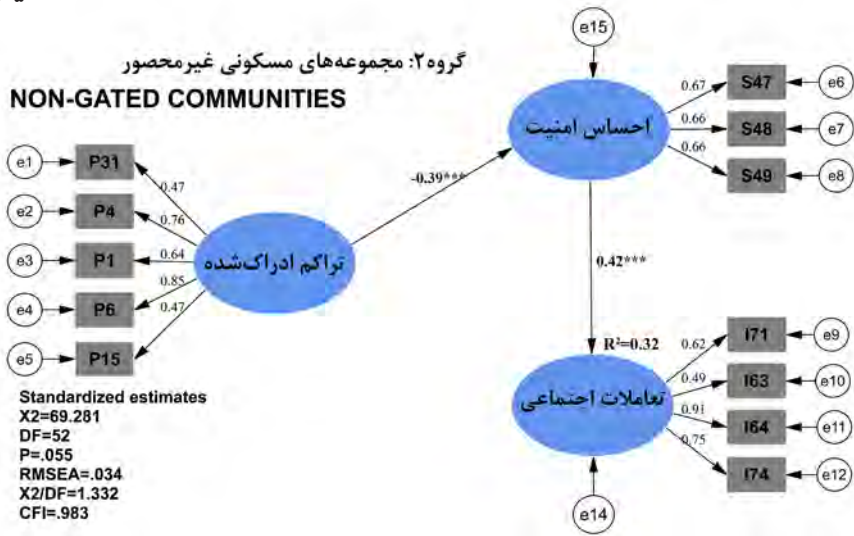 گروه۲: مجموعه‌های مسکونی غیرمحصور
NON-GATED COMMUNITIES
e15
احساس امنیت
0.67
S47
e6
0.66
S48
e7
0.66
S49
e8
e1
P31
0.47
e2
P4
0.76
e3
P1
0.64
e4
P6
0.85
e5
P15
0.47
تراکم ادراک‌شده
-0.39***
0.42***
R²=0.32
تعاملات اجتماعی
0.62
I71
e9
0.49
I63
e10
0.91
I64
e11
0.75
I74
e12
e14
Standardized estimates
X2=69.281
DF=52
P=.055
RMSEA=.034
X2/DF=1.332
CFI=.983